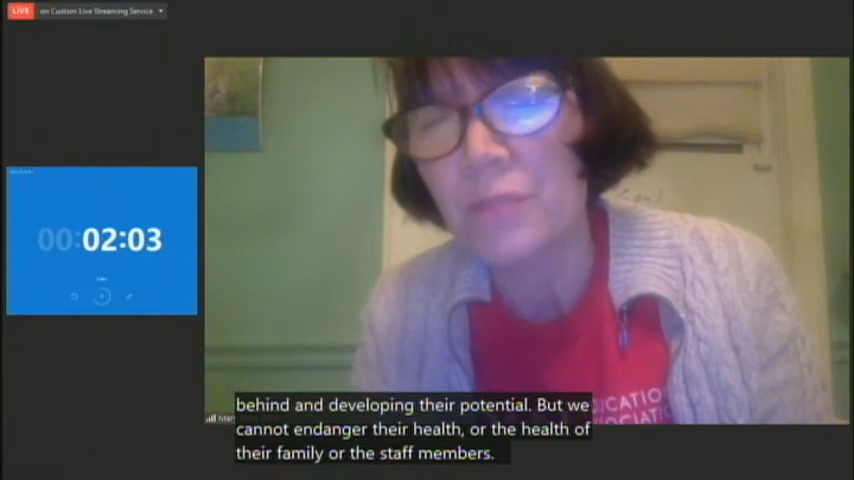 LIVE on Custom Live Streaming Service
00:02:03
behind and developing their potential. But we
cannot endanger their health, or the health of
their family or the staff members.